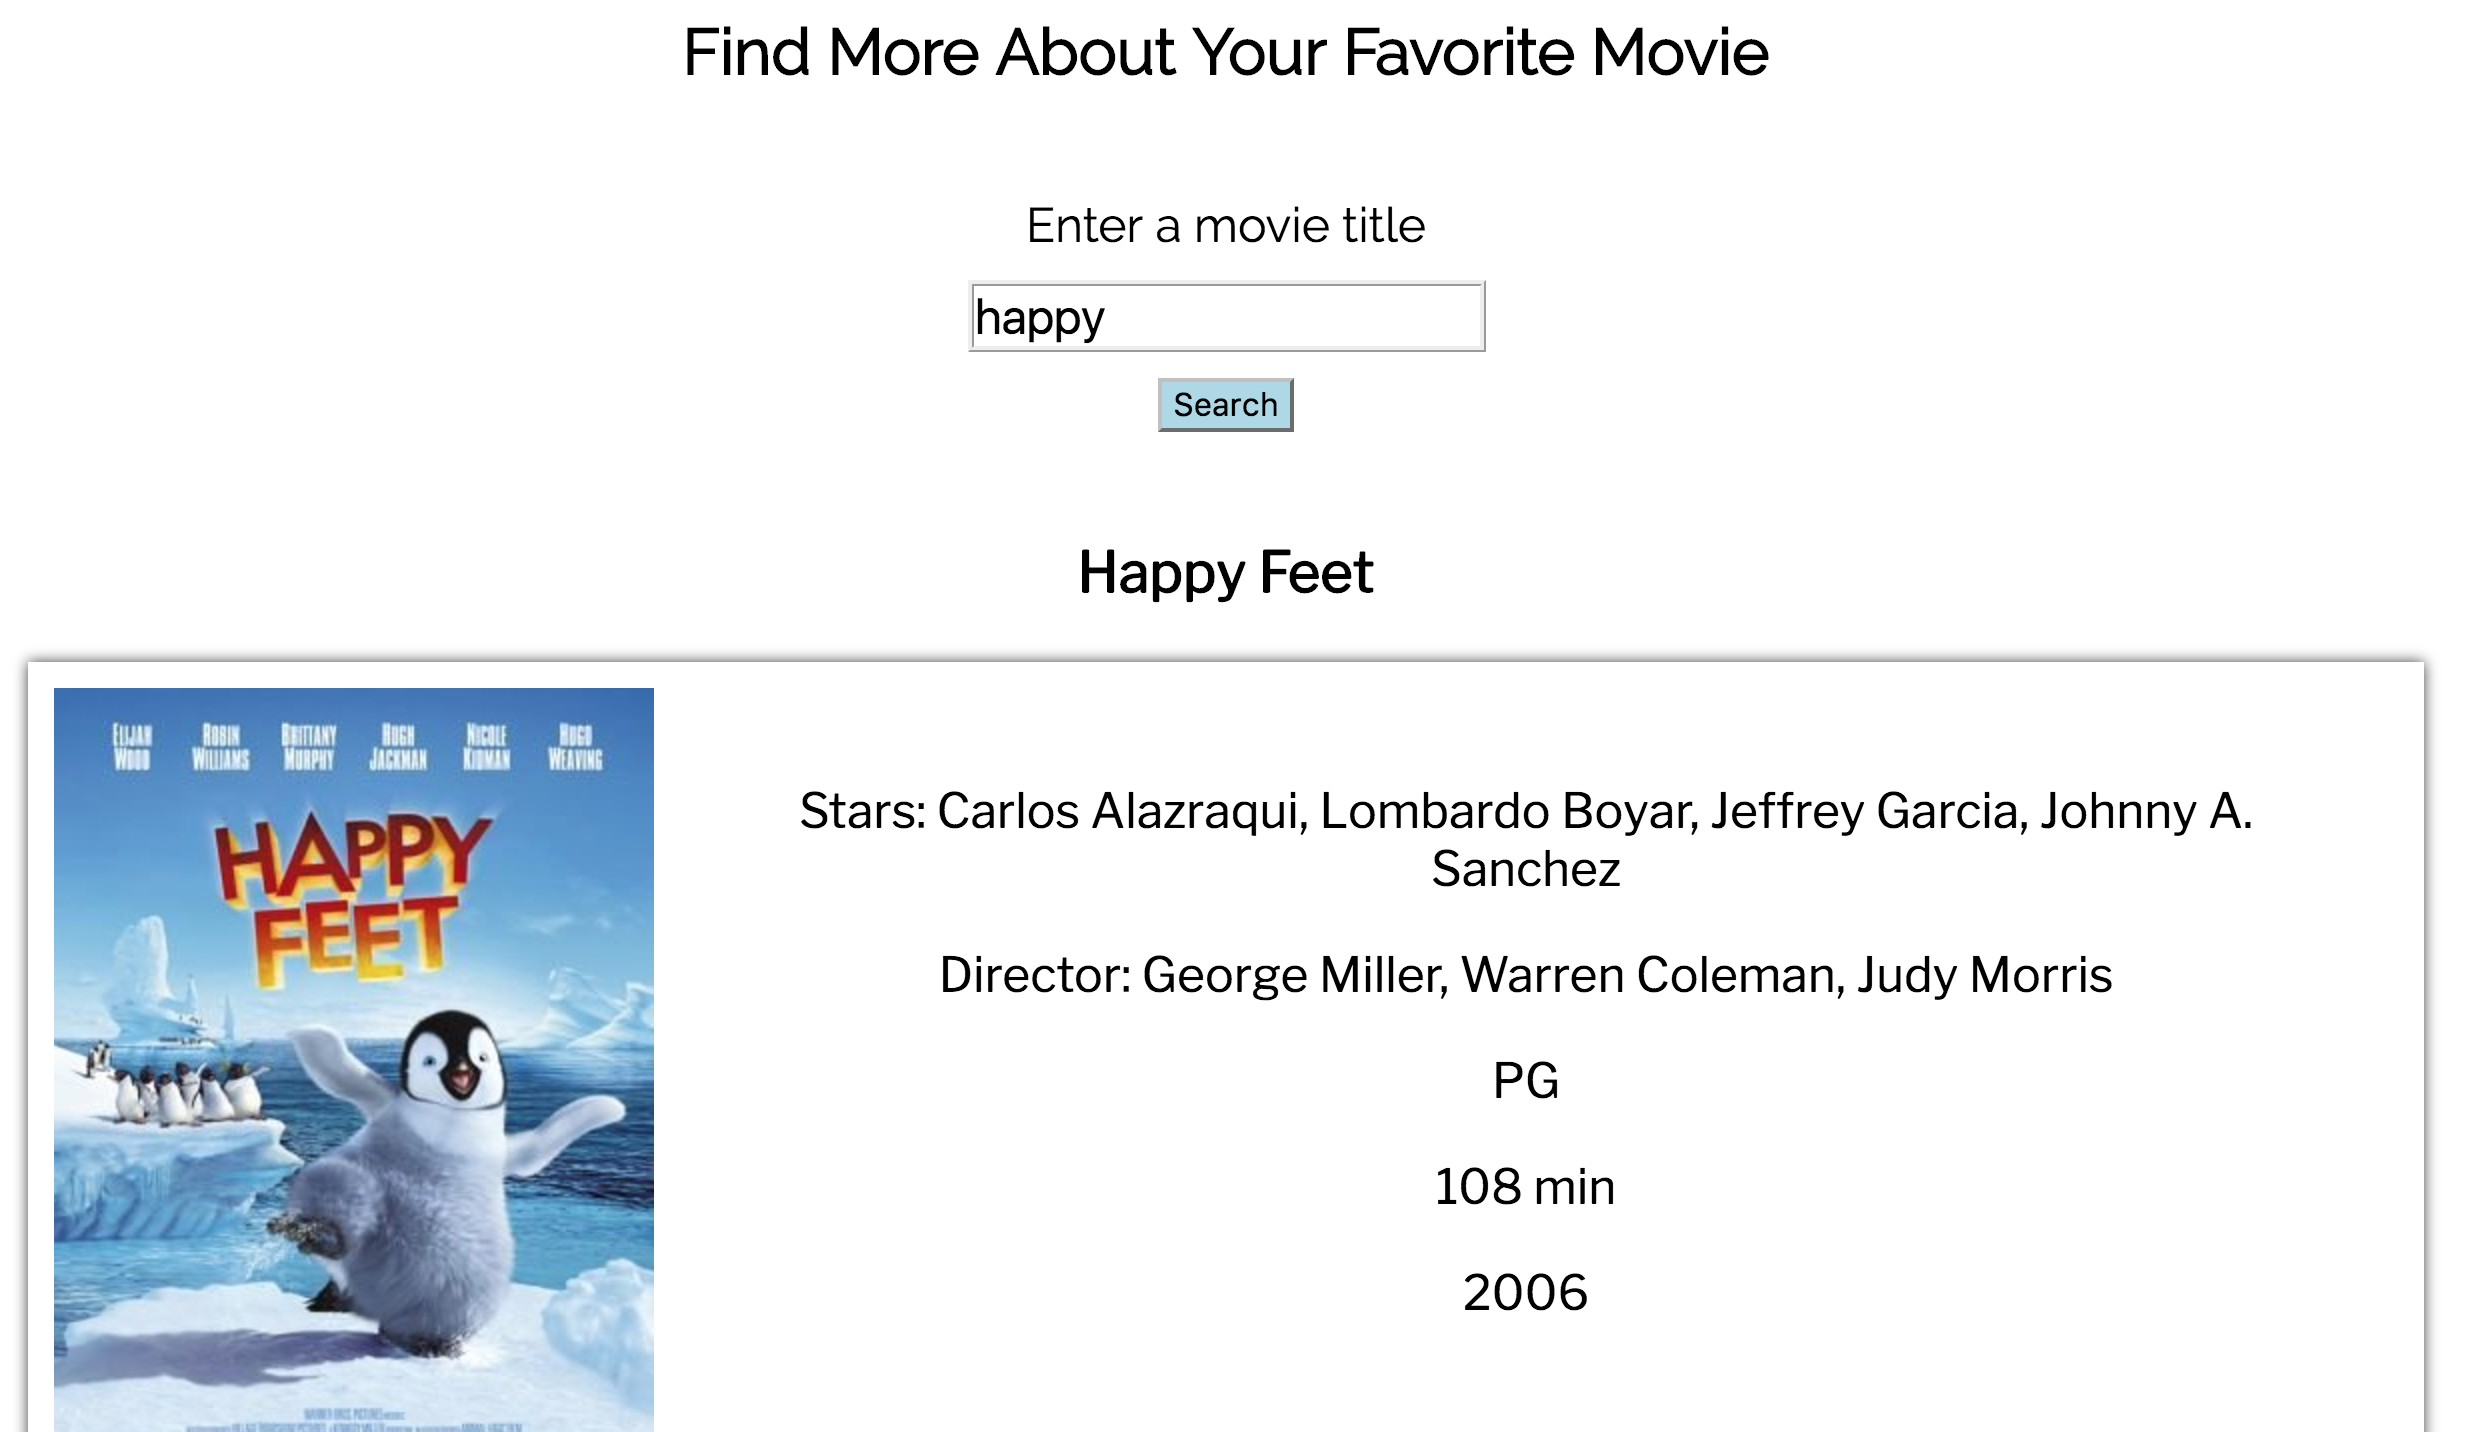 Find More About Your Favorite Movie
Enter a movie title
happy
Search
Happy Feet
ELIJAH WOOD
ROBIN WILLIAMS
BRITTANY MURPHY
HUGH JACKMAN
NICOLE KIDMAN
HUGO WEAVING
HAPPY
FEET
Stars: Carlos Alazraqui, Lombardo Boyar, Jeffrey Garcia, Johnny A.
Sanchez
Director: George Miller, Warren Coleman, Judy Morris
PG
108 min
2006